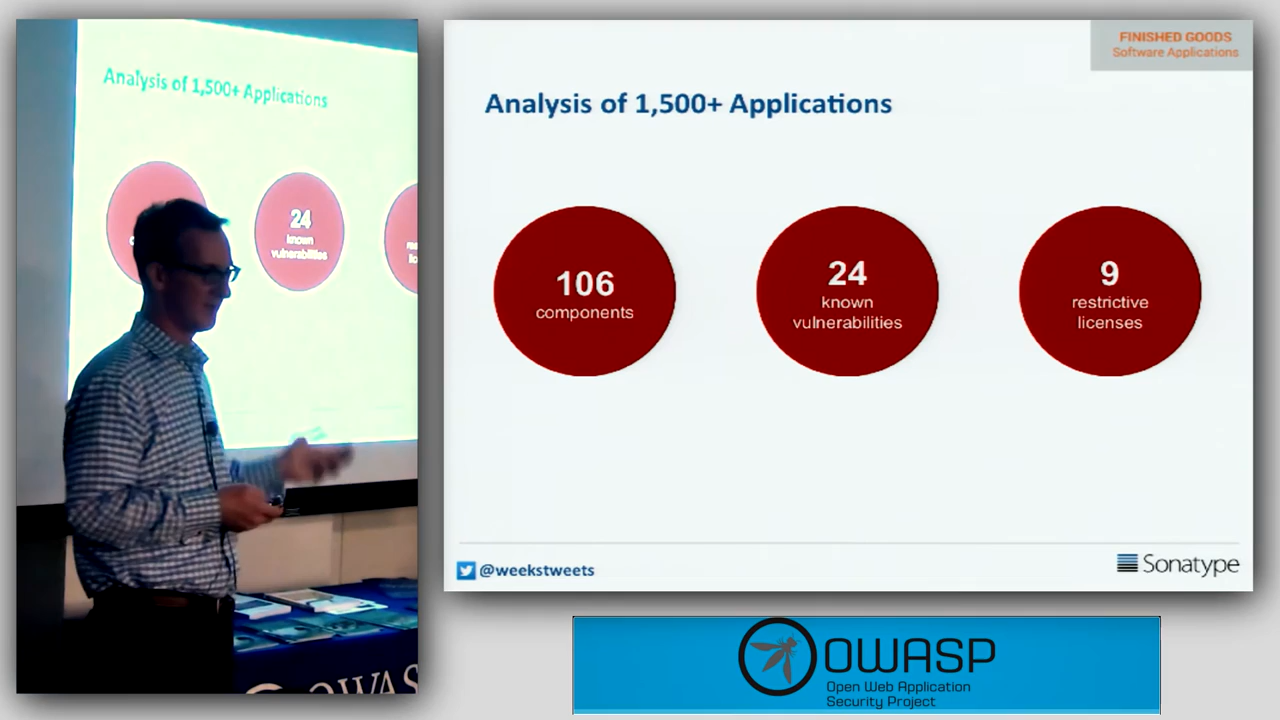 Analysis of 1,500+ Applications
24
known
vulnerabilities
OWAS
FINISHED GOODS
Software Applications
Analysis of 1,500+ Applications
106
components
24
known
vulnerabilities
9
restrictive
licenses
@weekstweets
Sonatype
OWASP
Open Web Application
Security Project